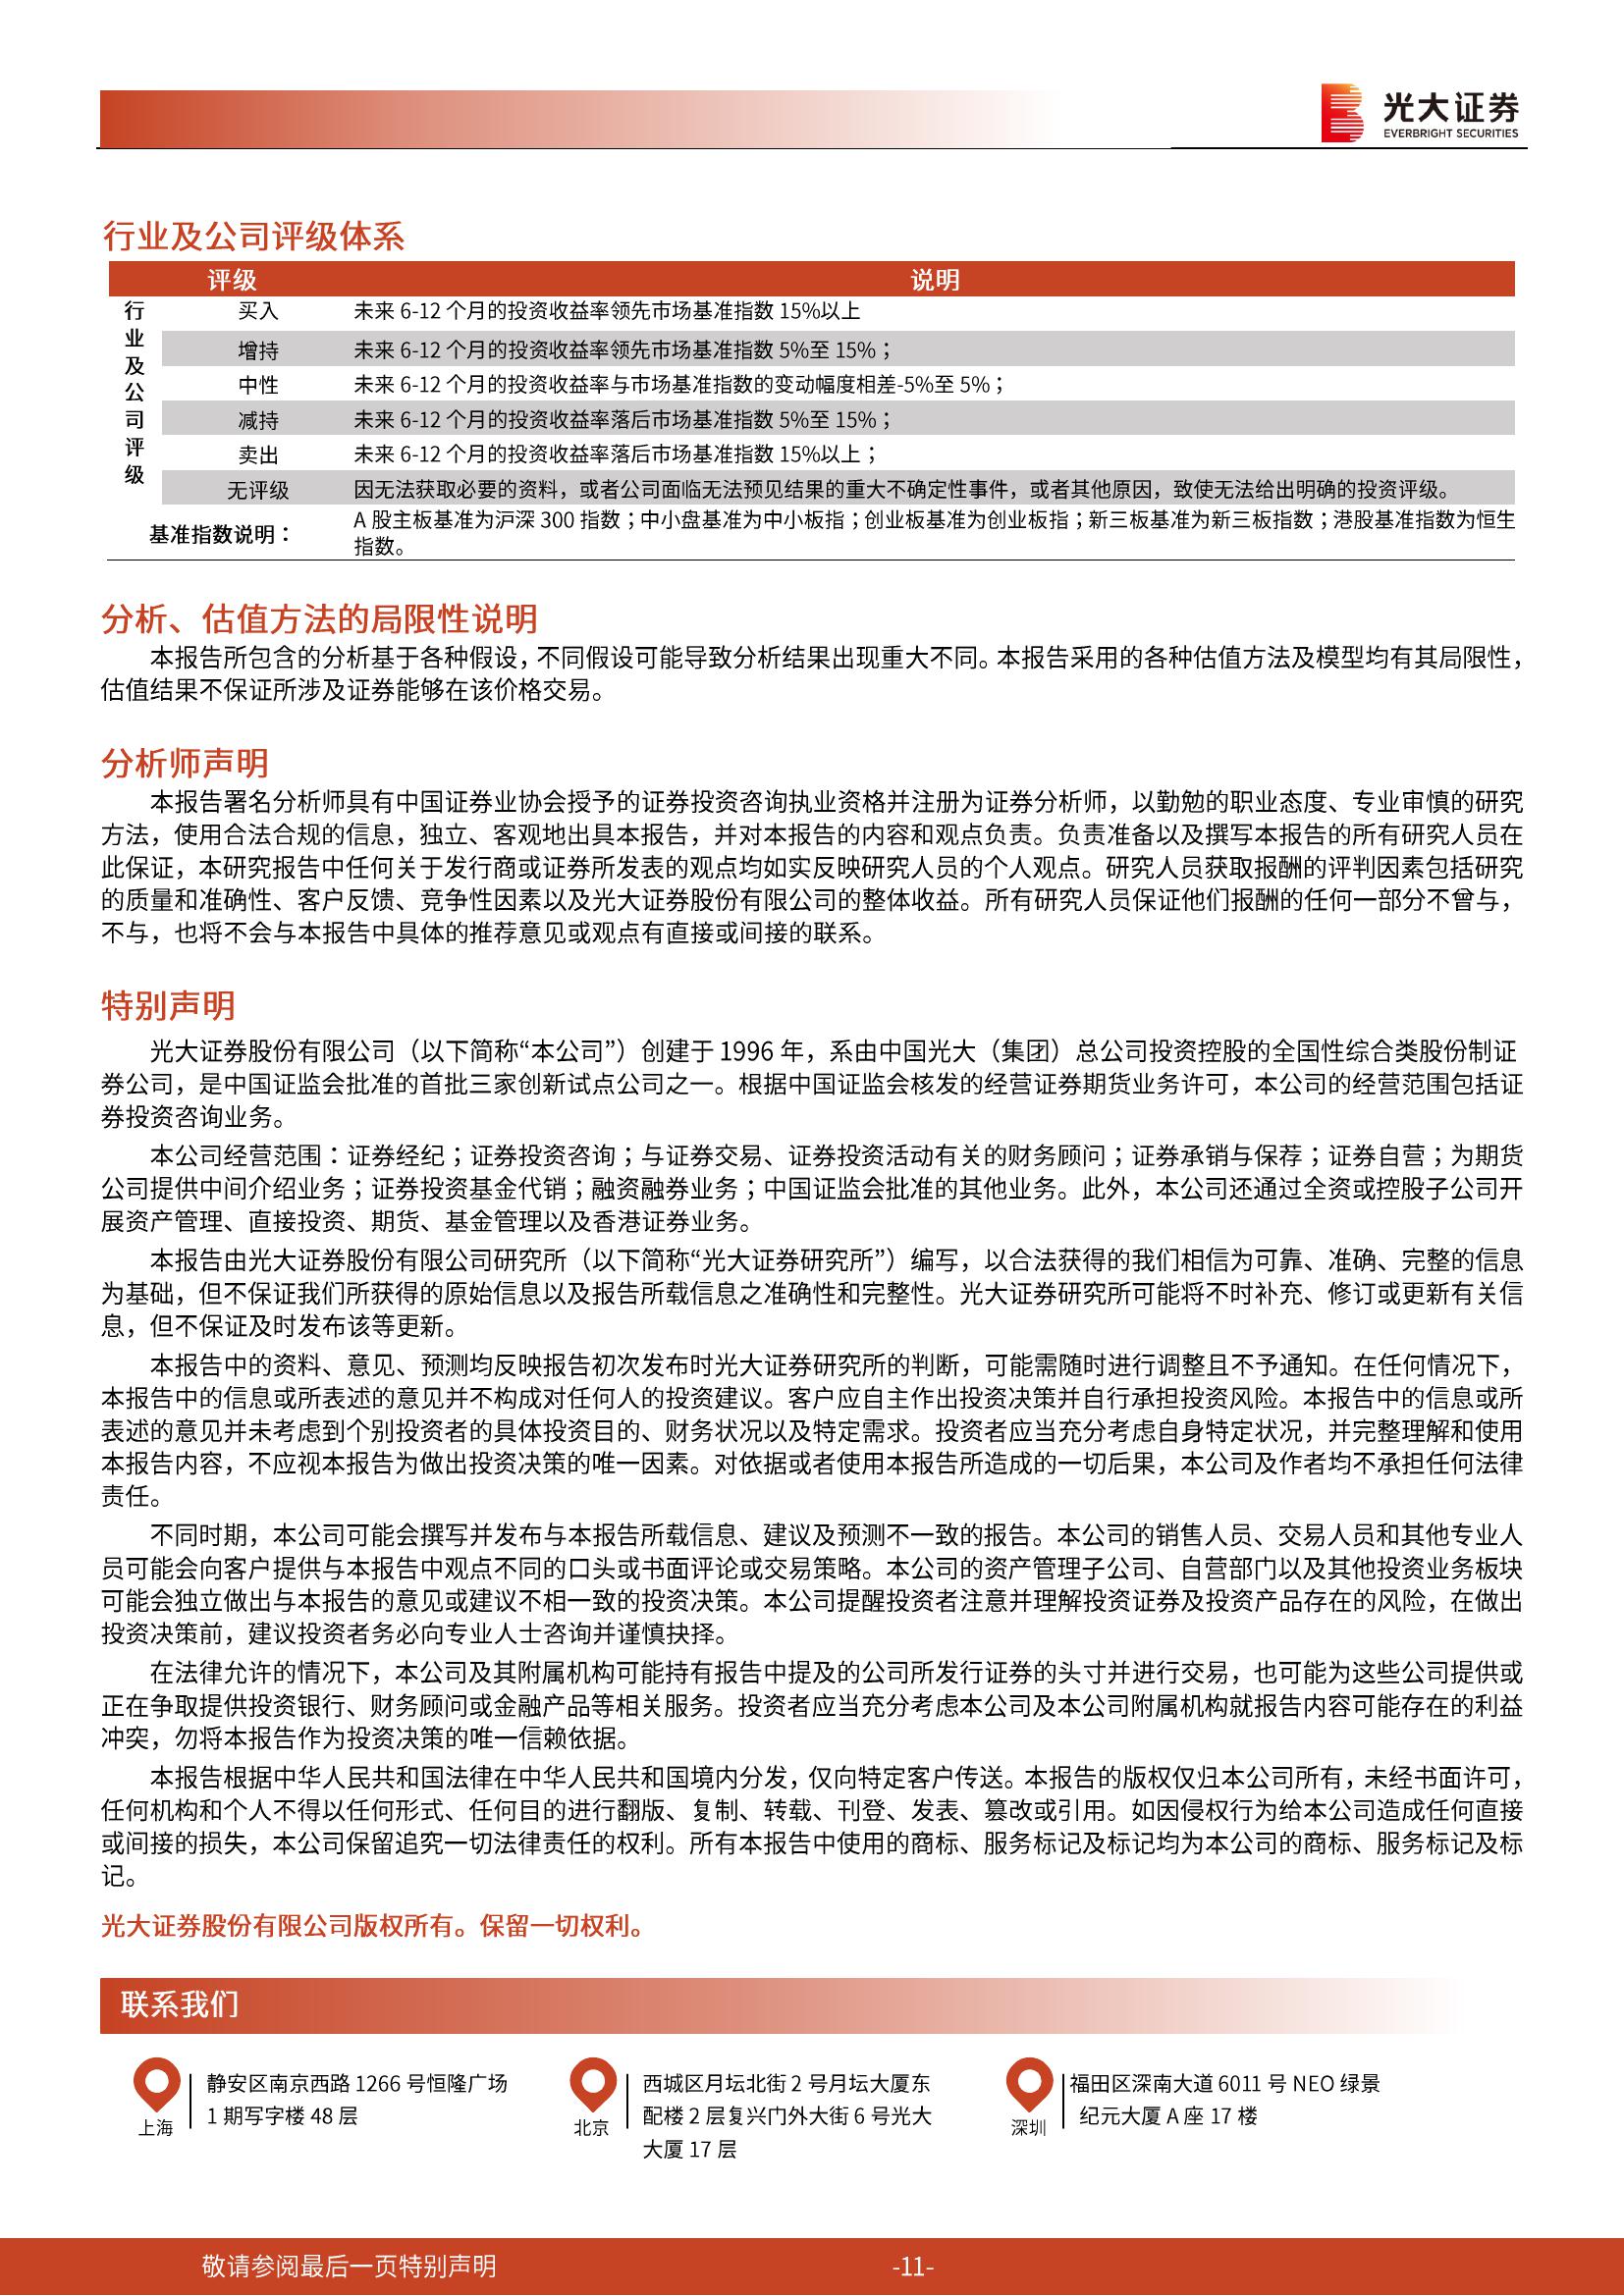 光大证券
EVERBRIGHT SECURITIES
行业及公司评级体系
评级 说明
行业及公司评级
买入 未来 6-12 个月的投资收益率领先市场基准指数 15%以上
增持 未来 6-12 个月的投资收益率领先市场基准指数 5%至 15%；
中性 未来 6-12 个月的投资收益率与市场基准指数的变动幅度相差-5%至 5%；
减持 未来 6-12 个月的投资收益率落后市场基准指数 5%至 15%；
卖出 未来 6-12 个月的投资收益率落后市场基准指数 15%以上；
无评级 因无法获取必要的资料，或者公司面临无法预见结果的重大不确定性事件，或者其他原因，致使无法给出明确的投资评级。
基准指数说明： A 股主板基准为沪深 300 指数；中小盘基准为中小板指；创业板基准为创业板指；新三板基准为新三板指数；港股基准指数为恒生
指数。
分析、估值方法的局限性说明
本报告所包含的分析基于各种假设，不同假设可能导致分析结果出现重大不同。本报告采用的各种估值方法及模型均有其局限性，
估值结果不保证所涉及证券能够在该价格交易。
分析师声明
本报告署名分析师具有中国证券业协会授予的证券投资咨询执业资格并注册为证券分析师，以勤勉的职业态度、专业审慎的研究
方法，使用合法合规的信息，独立、客观地出具本报告，并对本报告的内容和观点负责。负责准备以及撰写本报告的所有研究人员在
此保证，本研究报告中任何关于发行商或证券所发表的观点均如实反映研究人员的个人观点。研究人员获取报酬的评判因素包括研究
的质量和准确性、客户反馈、竞争性因素以及光大证券股份有限公司的整体收益。所有研究人员保证他们报酬的任何一部分不曾与，
不与，也将不会与本报告中具体的推荐意见或观点有直接或间接的联系。
特别声明
光大证券股份有限公司（以下简称“本公司”）创建于 1996 年，系由中国光大（集团）总公司投资控股的全国性综合类股份制证
券公司，是中国证监会批准的首批三家创新试点公司之一。根据中国证监会核发的经营证券期货业务许可，本公司的经营范围包括证
券投资咨询业务。
本公司经营范围：证券经纪；证券投资咨询；与证券交易、证券投资活动有关的财务顾问；证券承销与保荐；证券自营；为期货
公司提供中间介绍业务；证券投资基金代销；融资融券业务；中国证监会批准的其他业务。此外，本公司还通过全资或控股子公司开
展资产管理、直接投资、期货、基金管理以及香港证券业务。
本报告由光大证券股份有限公司研究所（以下简称“光大证券研究所”）编写，以合法获得的我们相信为可靠、准确、完整的信息
为基础，但不保证我们所获得的原始信息以及报告所载信息之准确性和完整性。光大证券研究所可能将不时补充、修订或更新有关信
息，但不保证及时发布该等更新。
本报告中的资料、意见、预测均反映报告初次发布时光大证券研究所的判断，可能需随时进行调整且不予通知。在任何情况下，
本报告中的信息或所表述的意见并不构成对任何人的投资建议。客户应自主作出投资决策并自行承担投资风险。本报告中的信息或所
表述的意见并未考虑到个别投资者的具体投资目的、财务状况以及特定需求。投资者应当充分考虑自身特定状况，并完整理解和使用
本报告内容，不应视本报告为做出投资决策的唯一因素。对依据或者使用本报告所造成的一切后果，本公司及作者均不承担任何法律
责任。
不同时期，本公司可能会撰写并发布与本报告所载信息、建议及预测不一致的报告。本公司的销售人员、交易人员和其他专业人
员可能会向客户提供与本报告中观点不同的口头或书面评论或交易策略。本公司的资产管理子公司、自营部门以及其他投资业务板块
可能会独立做出与本报告的意见或建议不相一致的投资决策。本公司提醒投资者注意并理解投资证券及投资产品存在的风险，在做出
投资决策前，建议投资者务必向专业人士咨询并谨慎抉择。
在法律允许的情况下，本公司及其附属机构可能持有报告中提及的公司所发行证券的头寸并进行交易，也可能为这些公司提供或
正在争取提供投资银行、财务顾问或金融产品等相关服务。投资者应当充分考虑本公司及本公司附属机构就报告内容可能存在的利益
冲突，勿将本报告作为投资决策的唯一信赖依据。
本报告根据中华人民共和国法律在中华人民共和国境内分发，仅向特定客户传送。本报告的版权仅归本公司所有，未经书面许可，
任何机构和个人不得以任何形式、任何目的进行翻版、复制、转载、刊登、发表、篡改或引用。如因侵权行为给本公司造成任何直接
或间接的损失，本公司保留追究一切法律责任的权利。所有本报告中使用的商标、服务标记及标记均为本公司的商标、服务标记及标
记。
光大证券股份有限公司版权所有。保留一切权利。
联系我们
上海
静安区南京西路 1266 号恒隆广场
1 期写字楼 48 层
北京
西城区月坛北街 2 号月坛大厦东
配楼 2 层复兴门外大街 6 号光大
大厦 17 层
深圳
福田区深南大道 6011 号 NEO 绿景
纪元大厦 A 座 17 楼
敬请参阅最后一页特别声明 -11-